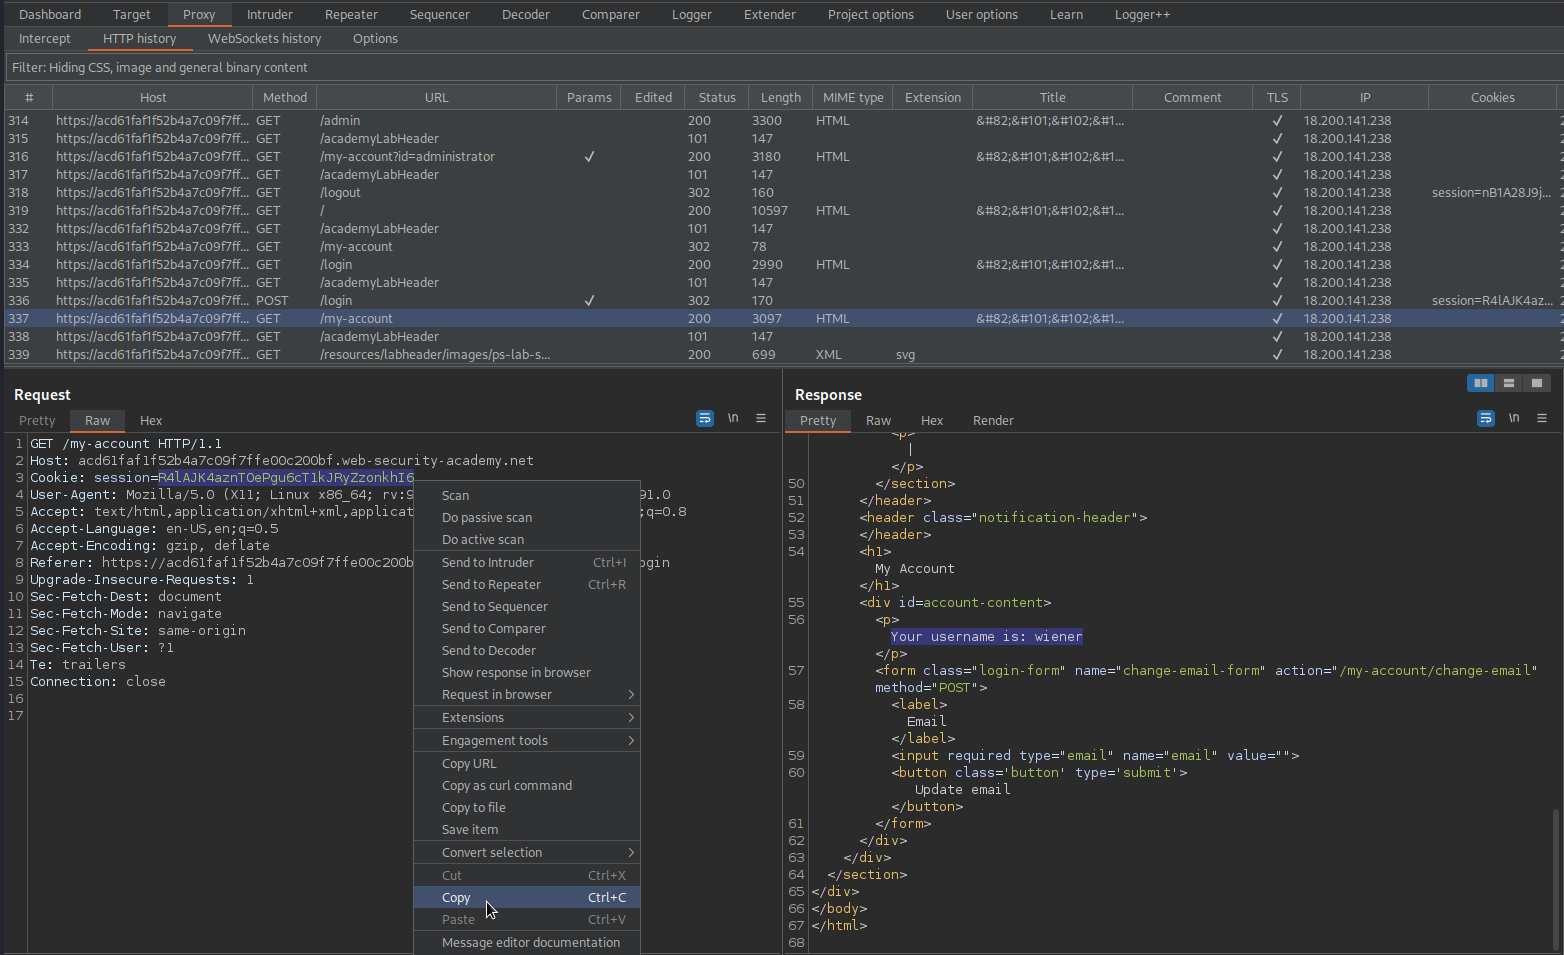 Dashboard Target Proxy Intruder Repeater Sequencer Decoder Comparer Logger Extender Project options User options Learn Logger++
Intercept HTTP history WebSockets history Options
Filter: Hiding CSS, image and general binary content
# Host Method URL Params Edited Status Length MIME type Extension Title Comment TLS IP Cookies
314 https://acd61faf1f52b4a7c09f7ff... GET /admin 200 3300 HTML &#82;&#101;&#102;&#1... ✓ 18.200.141.238
315 https://acd61faf1f52b4a7c09f7ff... GET /academyLabHeader 101 147 ✓ 18.200.141.238
316 https://acd61faf1f52b4a7c09f7ff... GET /my-account?id=administrator ✓ 200 3180 HTML &#82;&#101;&#102;&#1... ✓ 18.200.141.238
317 https://acd61faf1f52b4a7c09f7ff... GET /academyLabHeader 101 147 ✓ 18.200.141.238
318 https://acd61faf1f52b4a7c09f7ff... GET /logout 302 160 ✓ 18.200.141.238 session=nB1A28J9j...
319 https://acd61faf1f52b4a7c09f7ff... GET / 200 10597 HTML &#82;&#101;&#102;&#1... ✓ 18.200.141.238
332 https://acd61faf1f52b4a7c09f7ff... GET /academyLabHeader 101 147 ✓ 18.200.141.238
333 https://acd61faf1f52b4a7c09f7ff... GET /my-account 302 78 ✓ 18.200.141.238
334 https://acd61faf1f52b4a7c09f7ff... GET /login 200 2990 HTML &#82;&#101;&#102;&#1... ✓ 18.200.141.238
335 https://acd61faf1f52b4a7c09f7ff... GET /academyLabHeader 101 147 ✓ 18.200.141.238
336 https://acd61faf1f52b4a7c09f7ff... POST /login ✓ 302 170 ✓ 18.200.141.238 session=R4lAJK4az...
337 https://acd61faf1f52b4a7c09f7ff... GET /my-account 200 3097 HTML &#82;&#101;&#102;&#1... ✓ 18.200.141.238
338 https://acd61faf1f52b4a7c09f7ff... GET /academyLabHeader 101 147 ✓ 18.200.141.238
339 https://acd61faf1f52b4a7c09f7ff... GET /resources/labheader/images/ps-lab-s... 200 699 XML svg ✓ 18.200.141.238
Request
Pretty Raw Hex \n
1 GET /my-account HTTP/1.1
2 Host: acd61faf1f52b4a7c09f7ffe00c200bf.web-security-academy.net
3 Cookie: session=R4lAJK4aznTOePgu6cT1kJRyZzonkhI6
4 User-Agent: Mozilla/5.0 (X11; Linux x86_64; rv:9 91.0
5 Accept: text/html,application/xhtml+xml,applicat ;q=0.8
6 Accept-Language: en-US,en;q=0.5
7 Accept-Encoding: gzip, deflate
8 Referer: https://acd61faf1f52b4a7c09f7ffe00c200b ogin
9 Upgrade-Insecure-Requests: 1
10 Sec-Fetch-Dest: document
11 Sec-Fetch-Mode: navigate
12 Sec-Fetch-Site: same-origin
13 Sec-Fetch-User: ?1
14 Te: trailers
15 Connection: close
16
17
Scan
Do passive scan
Do active scan
Send to Intruder Ctrl+I
Send to Repeater Ctrl+R
Send to Sequencer
Send to Comparer
Send to Decoder
Show response in browser
Request in browser
Extensions
Engagement tools
Copy URL
Copy as curl command
Copy to file
Save item
Convert selection
Cut Ctrl+X
Copy Ctrl+C
Paste Ctrl+V
Message editor documentation
Response
Pretty Raw Hex Render \n
<p>
|
</p>
50 </section>
51 </header>
52 <header class="notification-header">
53 </header>
54 <h1>
My Account
</h1>
55 <div id=account-content>
56 <p>
Your username is: wiener
</p>
57 <form class="login-form" name="change-email-form" action="/my-account/change-email"
method="POST">
58 <label>
Email
</label>
59 <input required type="email" name="email" value="">
60 <button class='button' type='submit'>
Update email
</button>
61 </form>
62 </div>
63 </div>
64 </section>
65 </div>
66 </body>
67 </html>
68